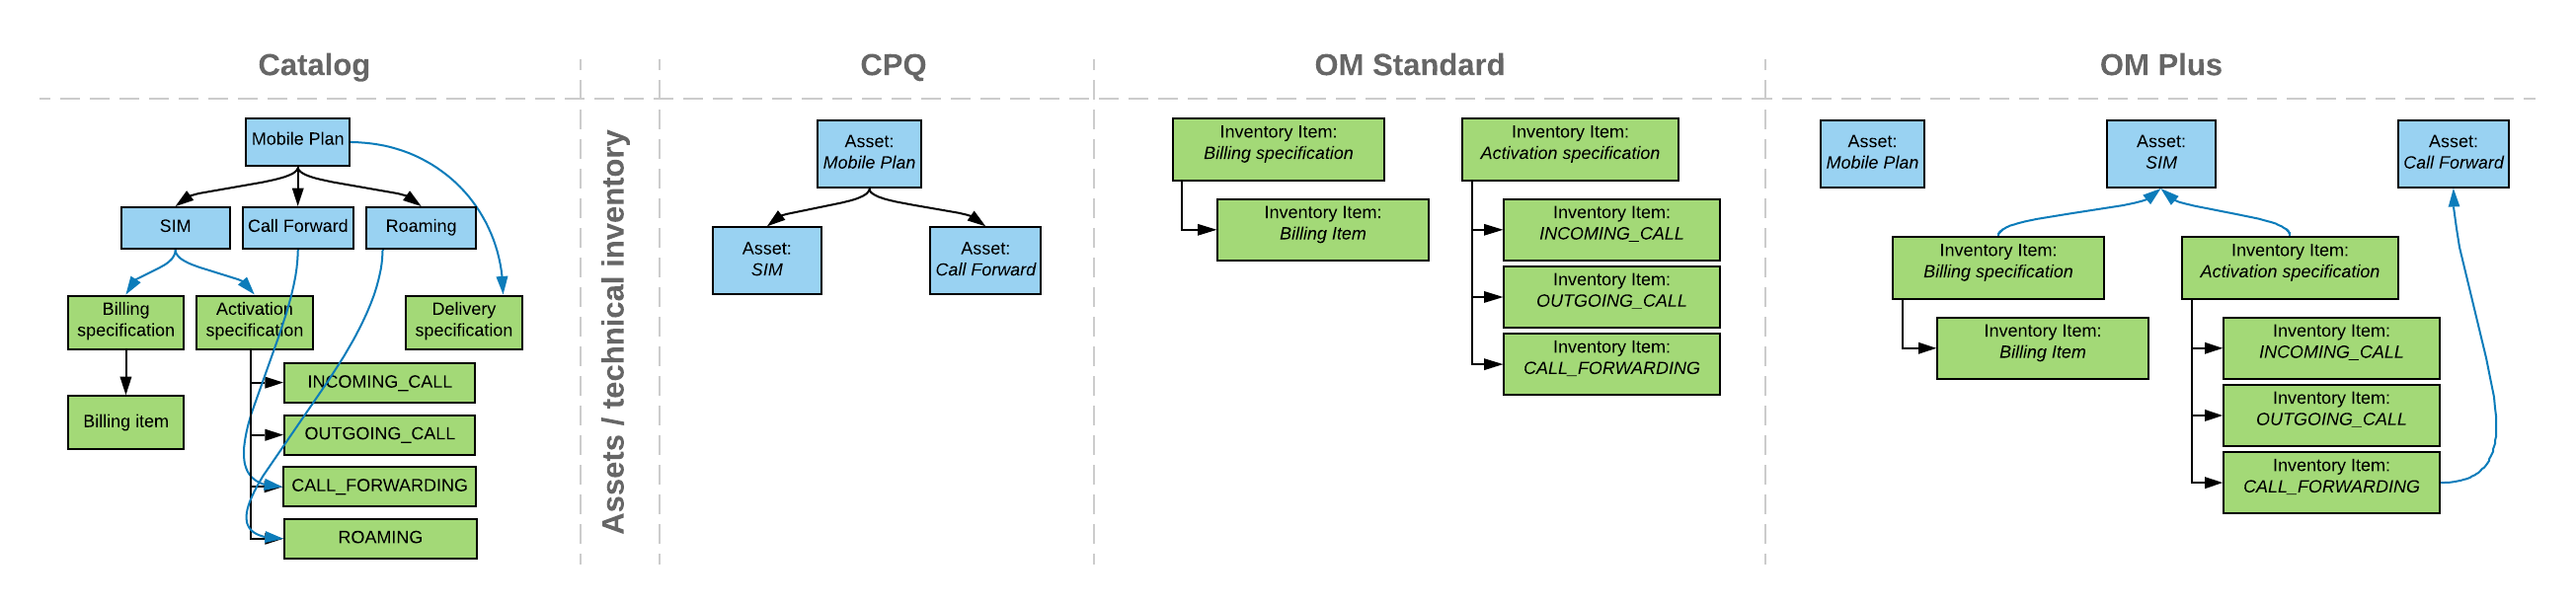 Catalog
CPQ
OM Standard
OM Plus
Mobile Plan
SIM
Call Forward
Roaming
Billing
specification
Activation
specification
Delivery
specification
Billing item
INCOMING_CALL
OUTGOING_CALL
CALL_FORWARDING
ROAMING
Assets / technical inventory
Asset:
Mobile Plan
Asset:
SIM
Asset:
Call Forward
Inventory Item:
Billing specification
Inventory Item:
Billing Item
Inventory Item:
Activation specification
Inventory Item:
INCOMING_CALL
Inventory Item:
OUTGOING_CALL
Inventory Item:
CALL_FORWARDING
Asset:
Mobile Plan
Asset:
SIM
Asset:
Call Forward
Inventory Item:
Billing specification
Inventory Item:
Billing Item
Inventory Item:
Activation specification
Inventory Item:
INCOMING_CALL
Inventory Item:
OUTGOING_CALL
Inventory Item:
CALL_FORWARDING